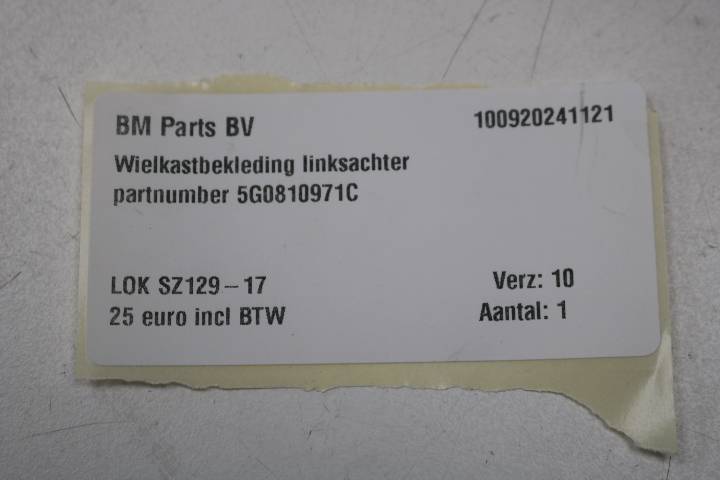 BM Parts BV 100920241121
Wielkastbekleding linksachter
partnumber 5G0810971C
LOK SZ129-17 Verz: 10
25 euro incl BTW Aantal: 1